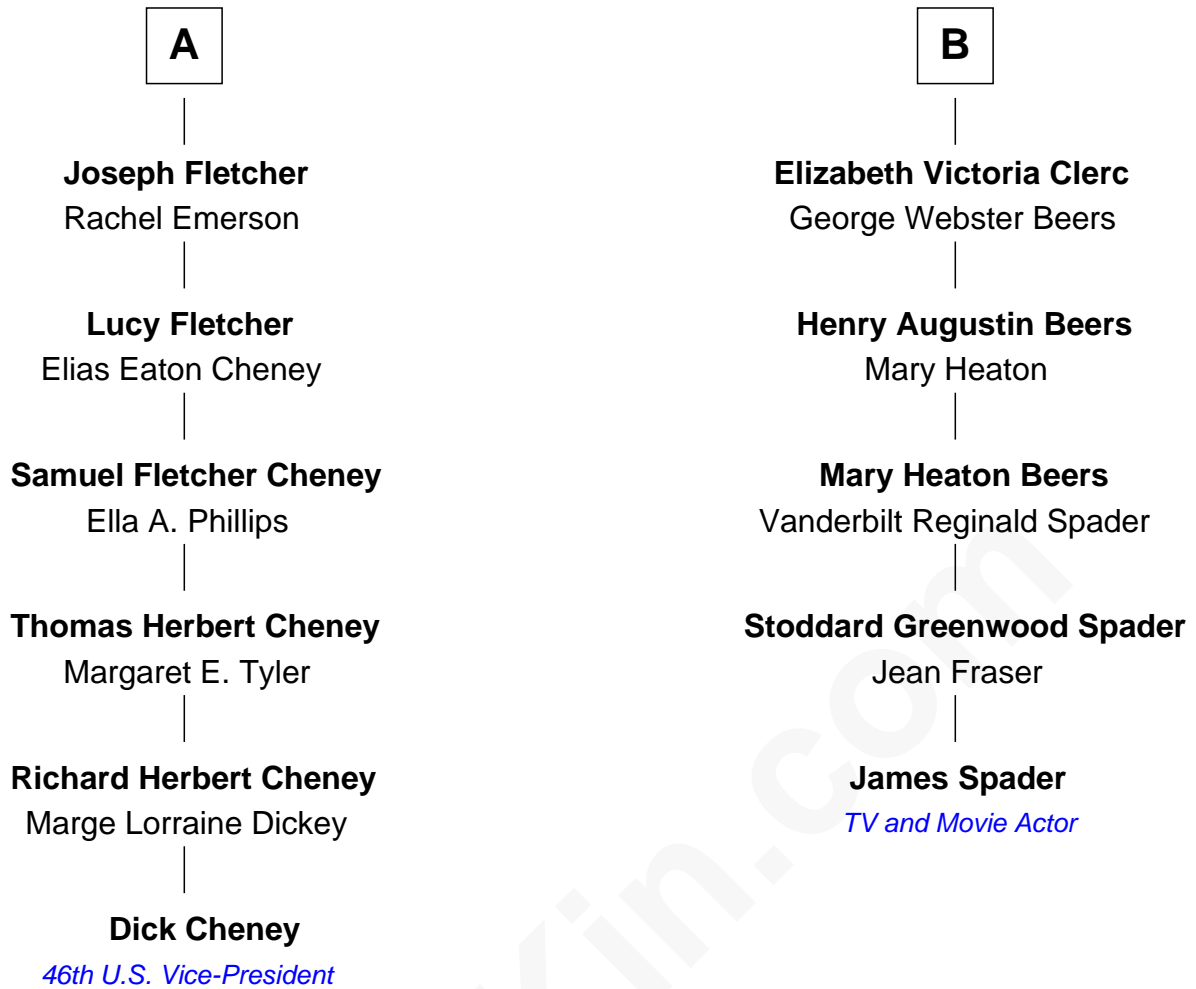 A
Joseph Fletcher
Rachel Emerson
Lucy Fletcher
Elias Eaton Cheney
Samuel Fletcher Cheney
Ella A. Phillips
Thomas Herbert Cheney
Margaret E. Tyler
Richard Herbert Cheney
Marge Lorraine Dickey
Dick Cheney
46th U.S. Vice-President
B
Elizabeth Victoria Clerc
George Webster Beers
Henry Augustin Beers
Mary Heaton
Mary Heaton Beers
Vanderbilt Reginald Spader
Stoddard Greenwood Spader
Jean Fraser
James Spader
TV and Movie Actor
Kin.com